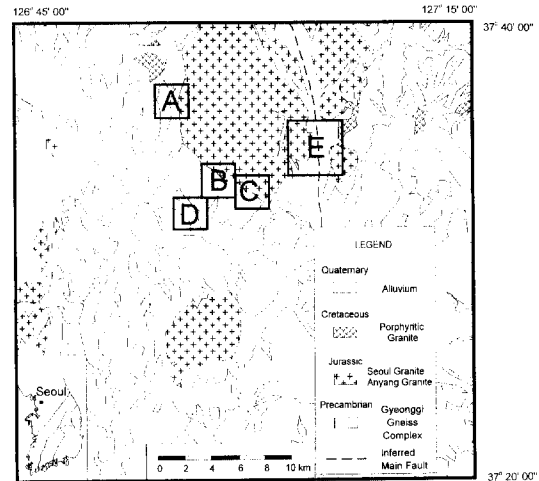 126° 45' 00"
127° 15' 00"
37° 40' 00"
A
E
B
C
D
LEGEND
Quaternary
Alluvium
Cretaceous
Porphyritic
Granite
Jurassic
Seoul Granite
Anyang Granite
Precambrian
Gyeonggi
Gneiss
Complex
Inferred
Main Fault
Seoul
0 2 4 6 8 10 km
37° 20' 00"